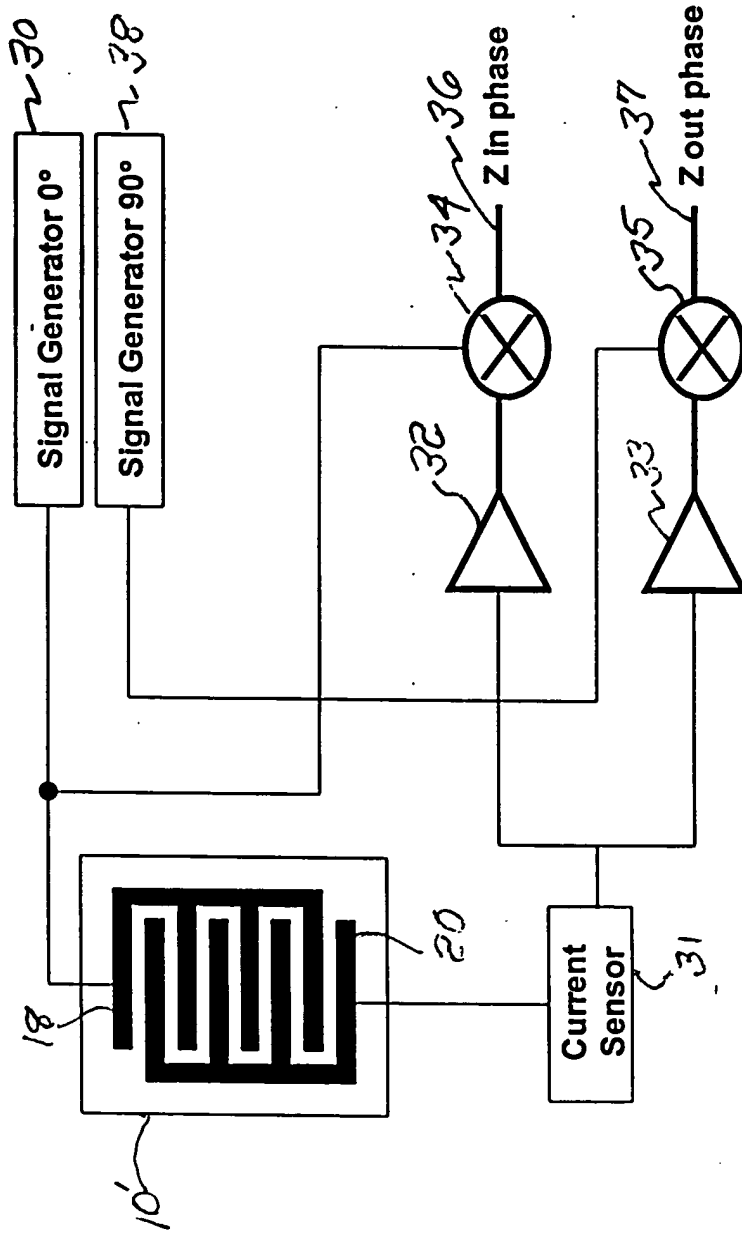 Signal Generator 0°
30
Signal Generator 90°
38
18
20
10'
Current
Sensor
31
32
34
36
Z in phase
33
35
37
Z out phase